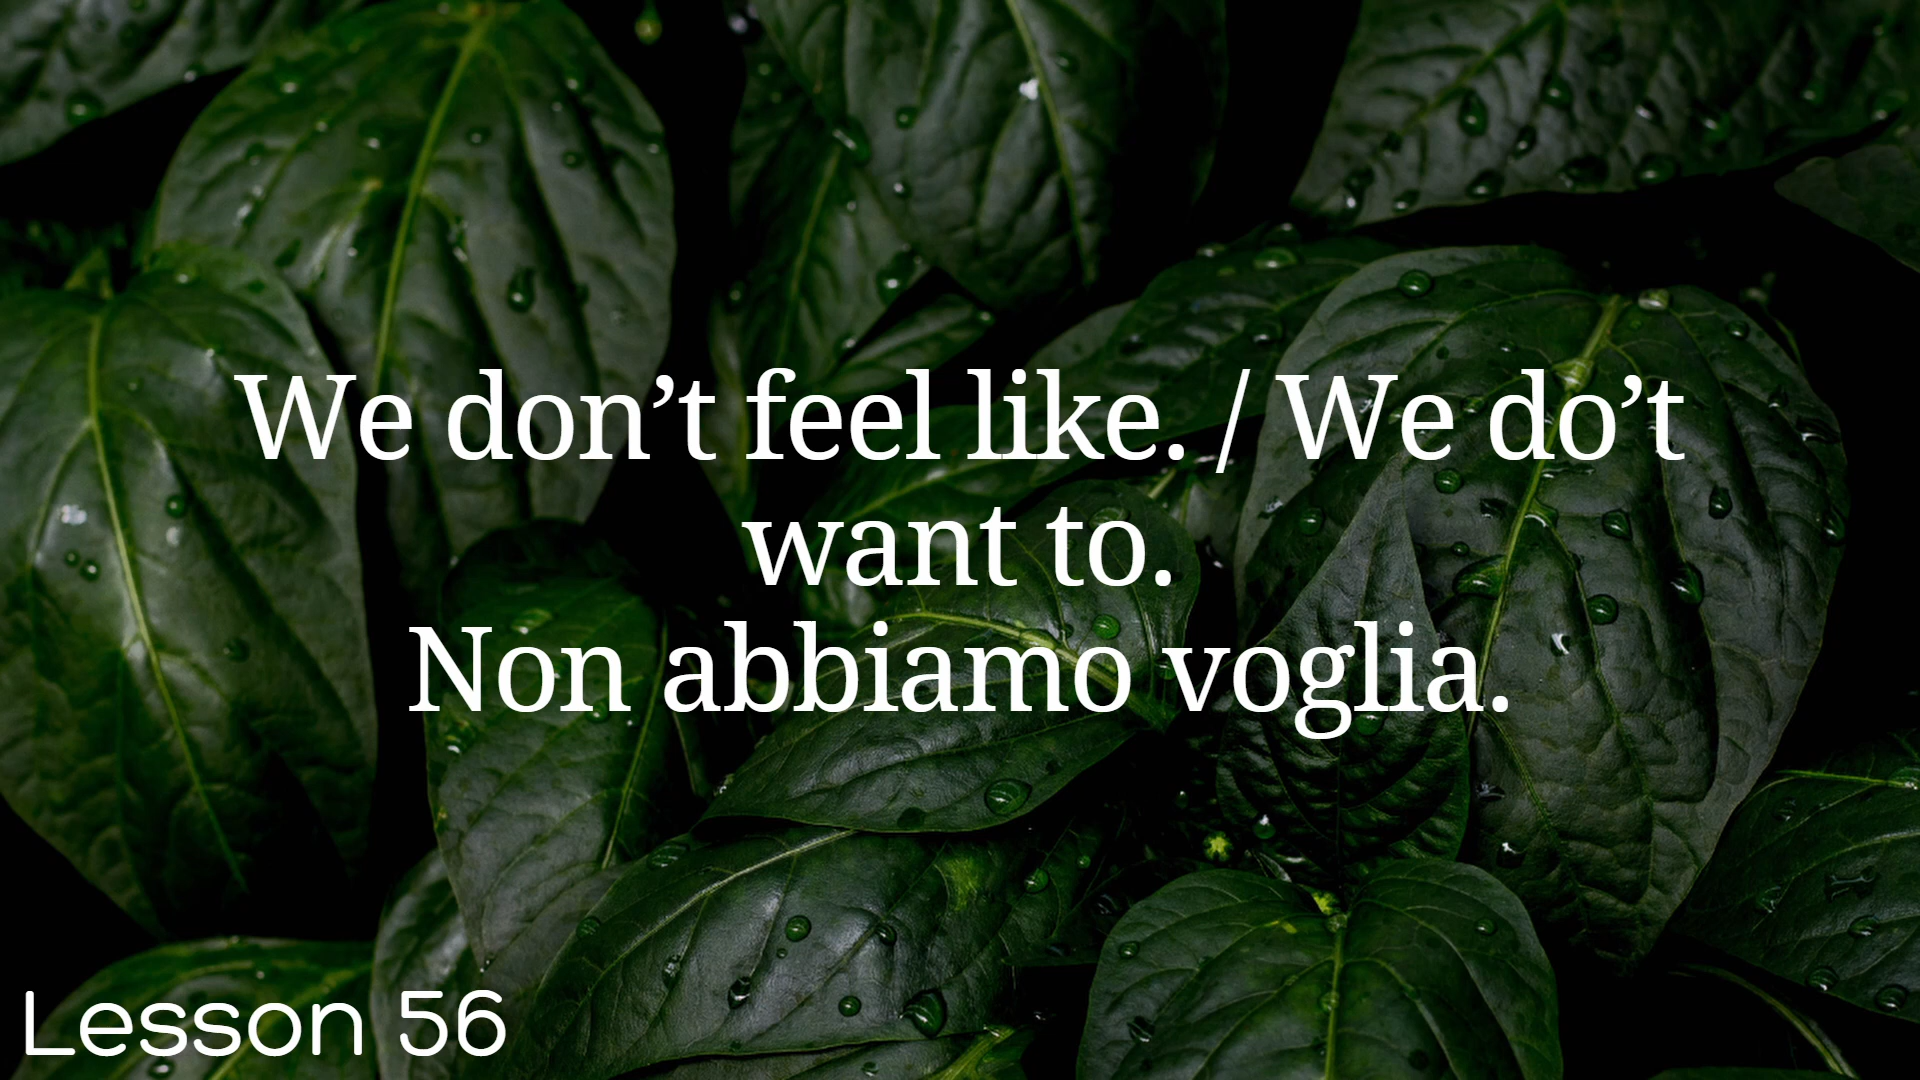 We don’t feel like. / We do’t
want to.
Non abbiamo voglia.
Lesson 56